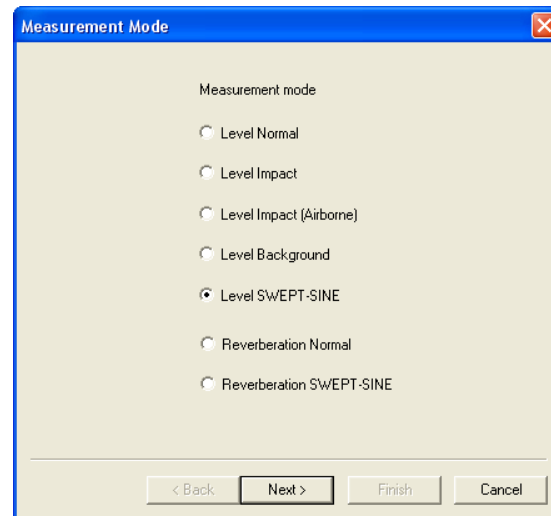 Measurement Mode
Measurement mode
Level Normal
Level Impact
Level Impact (Airborne)
Level Background
Level SWEPT-SINE
Reverberation Normal
Reverberation SWEPT-SINE
< Back Next > Finish Cancel